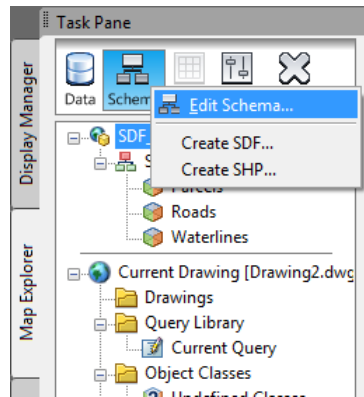 Task Pane
Display Manager
Map Explorer
Data
Schem
Edit Schema...
Create SDF...
Create SHP...
SDF_
S
Parcels
Roads
Waterlines
Current Drawing [Drawing2.dwg
Drawings
Query Library
Current Query
Object Classes
Undefined Classes